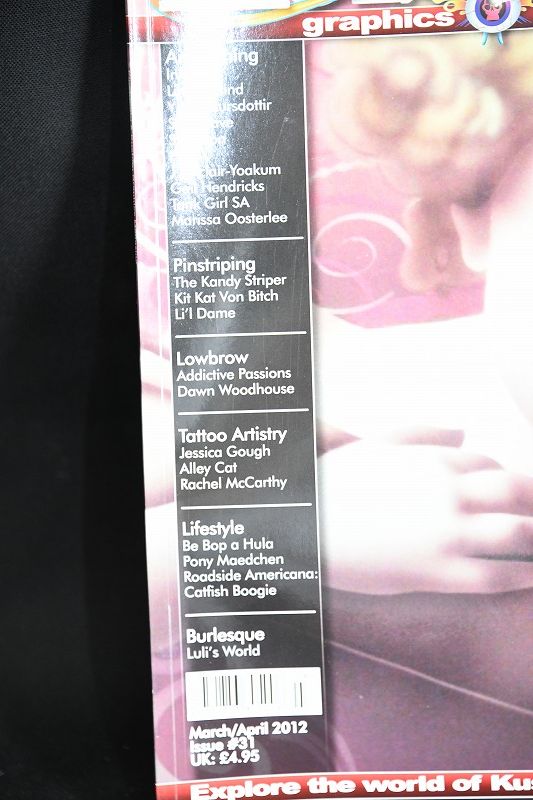 graphics
Yoakum
Hendricks
Girl SA
Marissa Oosterlee
Pinstriping
The Kandy Striper
Kit Kat Von Bitch
Li'l Dame
Lowbrow
Addictive Passions
Dawn Woodhouse
Tattoo Artistry
Jessica Gough
Alley Cat
Rachel McCarthy
Lifestyle
Be Bop a Hula
Pony Maedchen
Roadside Americana:
Catfish Boogie
Burlesque
Luli's World
March/April 2012
Issue #31
UK: £4.95
Explore the world of